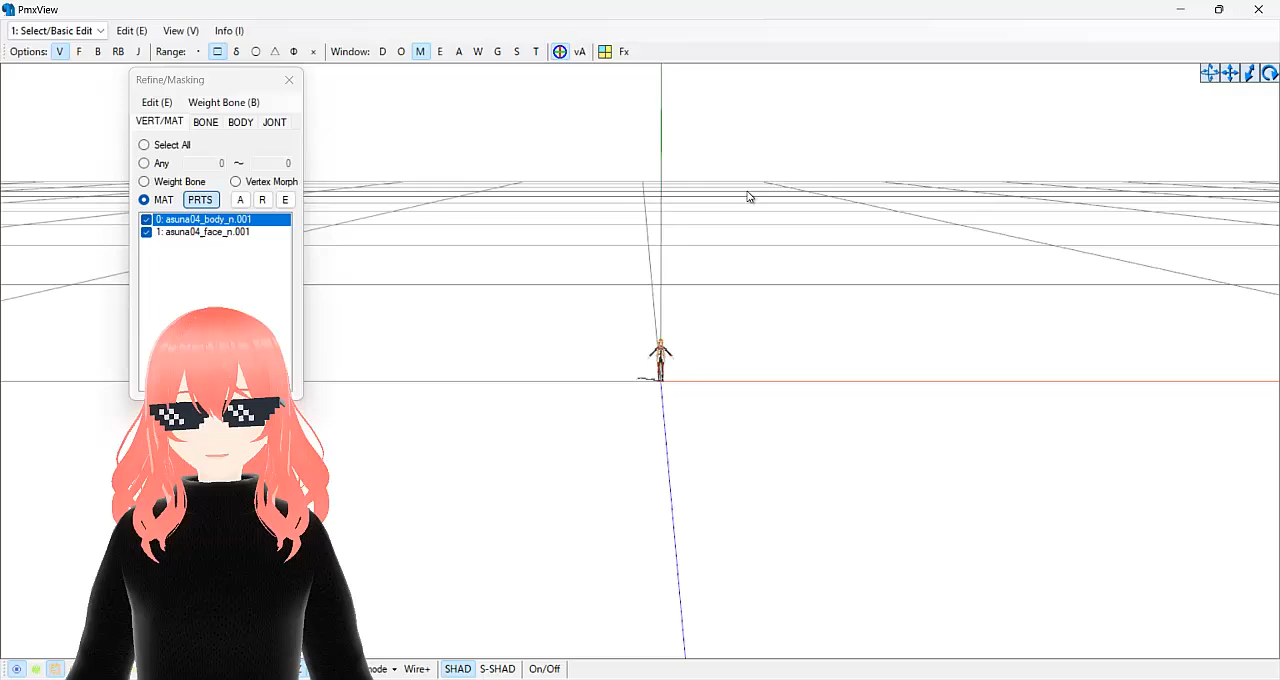 PmxView
1: Select/Basic Edit Edit (E) View (V) Info (I)
Options: V F B RB J Range: Window: D O M E A W G S T vA Fx
Refine/Masking
Edit (E) Weight Bone (B)
VERT/MAT BONE BODY JONT
Select All
Any 0 ~ 0
Weight Bone Vertex Morph
MAT PRTS A R E
0: asuna04_body_n.001
1: asuna04_face_n.001
Wire+ SHAD S-SHAD On/Off